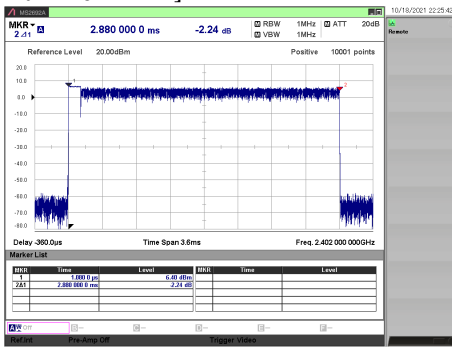 MS2692A
10/18/2021 22:25:42
MKR
2Δ1
2.880 000 0 ms
-2.24 dB
RBW 1MHz
VBW 1MHz
ATT 20dB
Remote
Reference Level 20.00dBm
Positive 10001 points
20.0
10.0
0.0
-10.0
-20.0
-30.0
-40.0
-50.0
-60.0
-70.0
-80.0
1
2
Delay -360.0µs
Time Span 3.6ms
Freq. 2.402 000 000GHz
Marker List
MKR Time Level MKR Time Level
1 1.080 0 µs 6.40 dBm
2Δ1 2.880 000 0 ms -2.24 dB
A Off
Ref.Int Pre-Amp Off Trigger Video